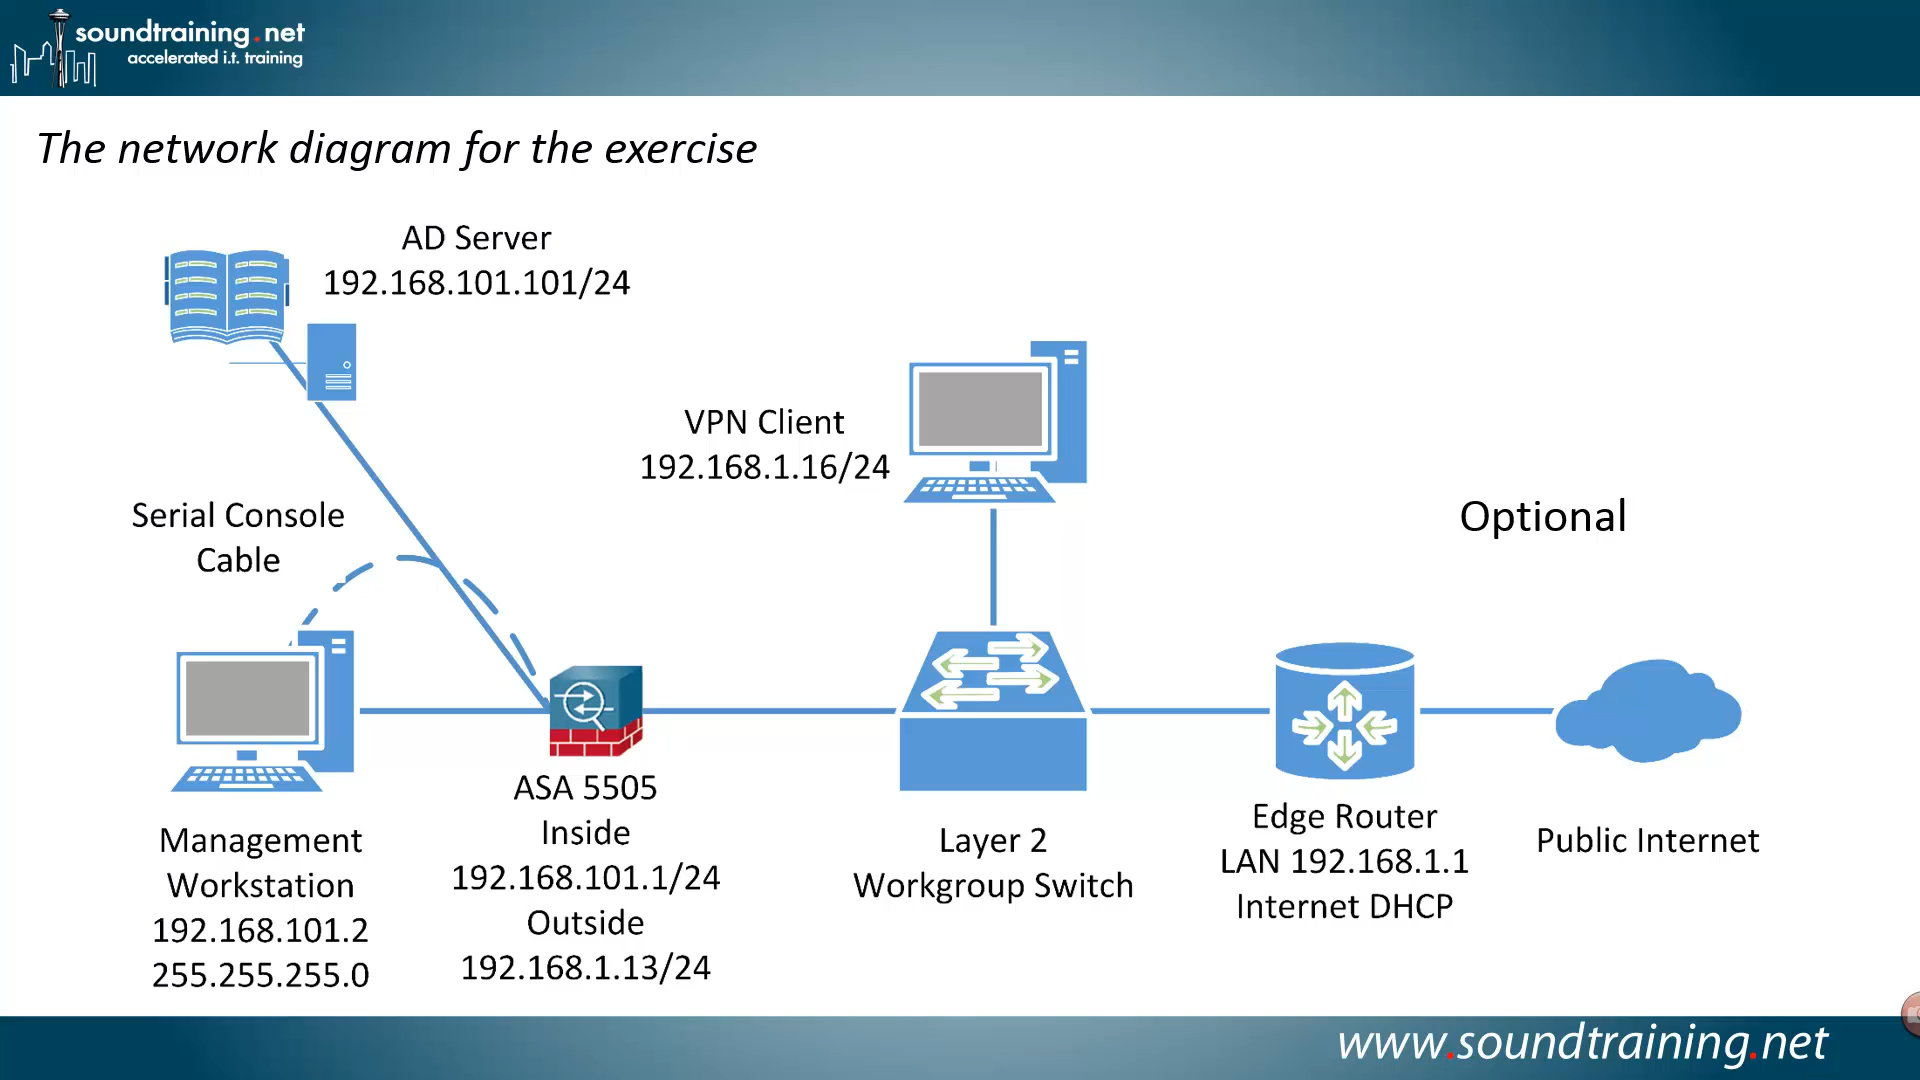 soundtraining.net
accelerated i.t. training
The network diagram for the exercise
AD Server
192.168.101.101/24
VPN Client
192.168.1.16/24
Serial Console
Cable
Optional
Management
Workstation
192.168.101.2
255.255.255.0
ASA 5505
Inside
192.168.101.1/24
Outside
192.168.1.13/24
Layer 2
Workgroup Switch
Edge Router
LAN 192.168.1.1
Internet DHCP
Public Internet
www.soundtraining.net